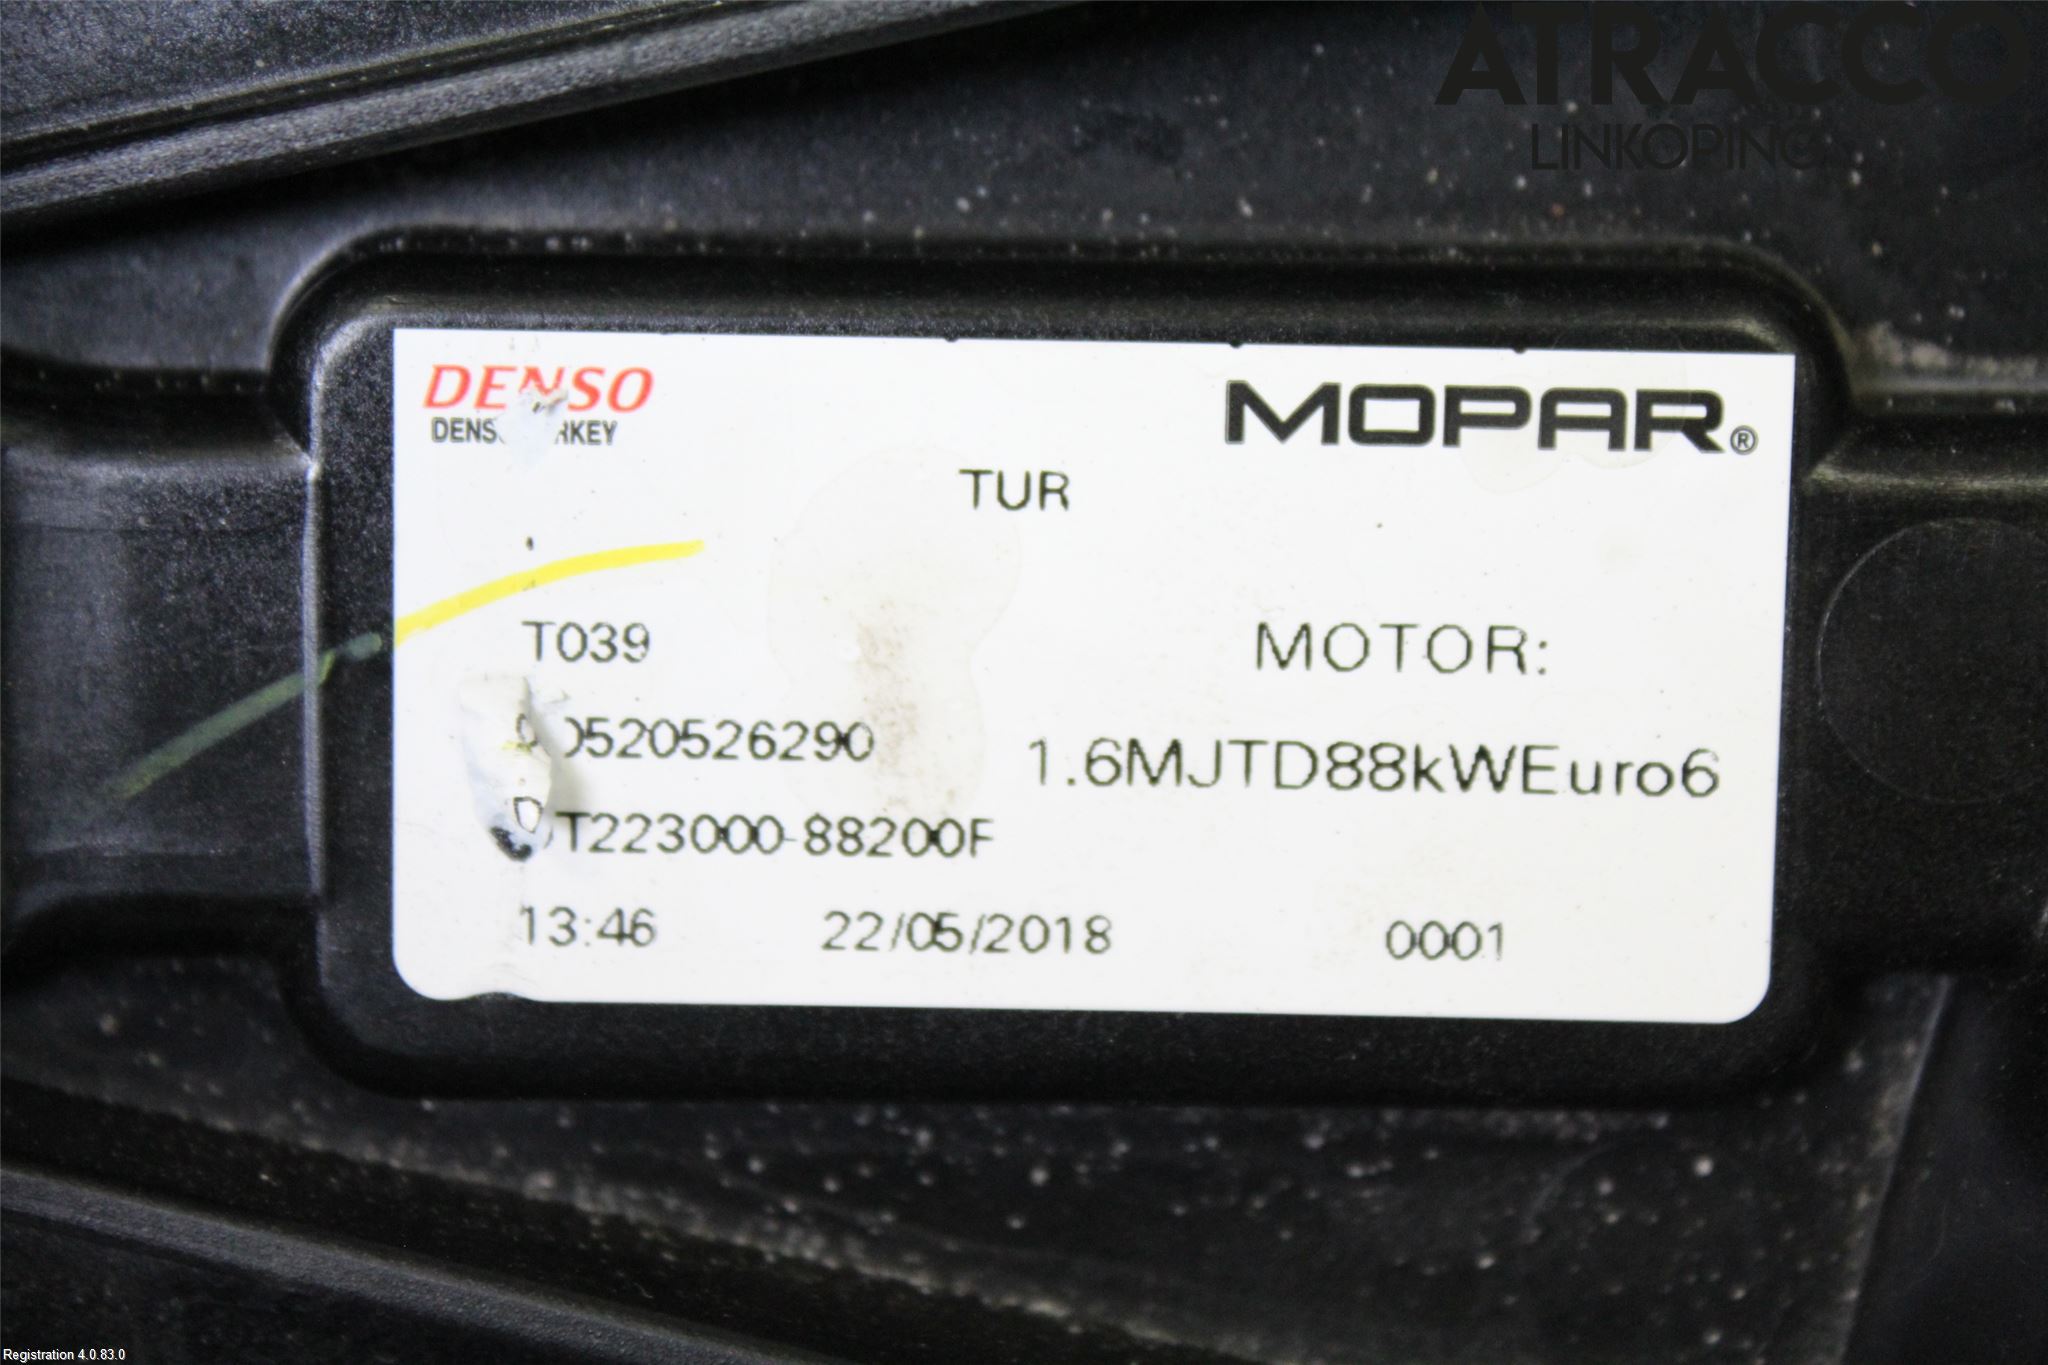 ATRACCO
LINKÖPING
DENSO
MOPAR®
TUR
T039
MOTOR:
0520526290
1.6MJTD88kWEuro6
T223000-88200F
13:46 22/05/2018 0001
Registration 4.0.83.0